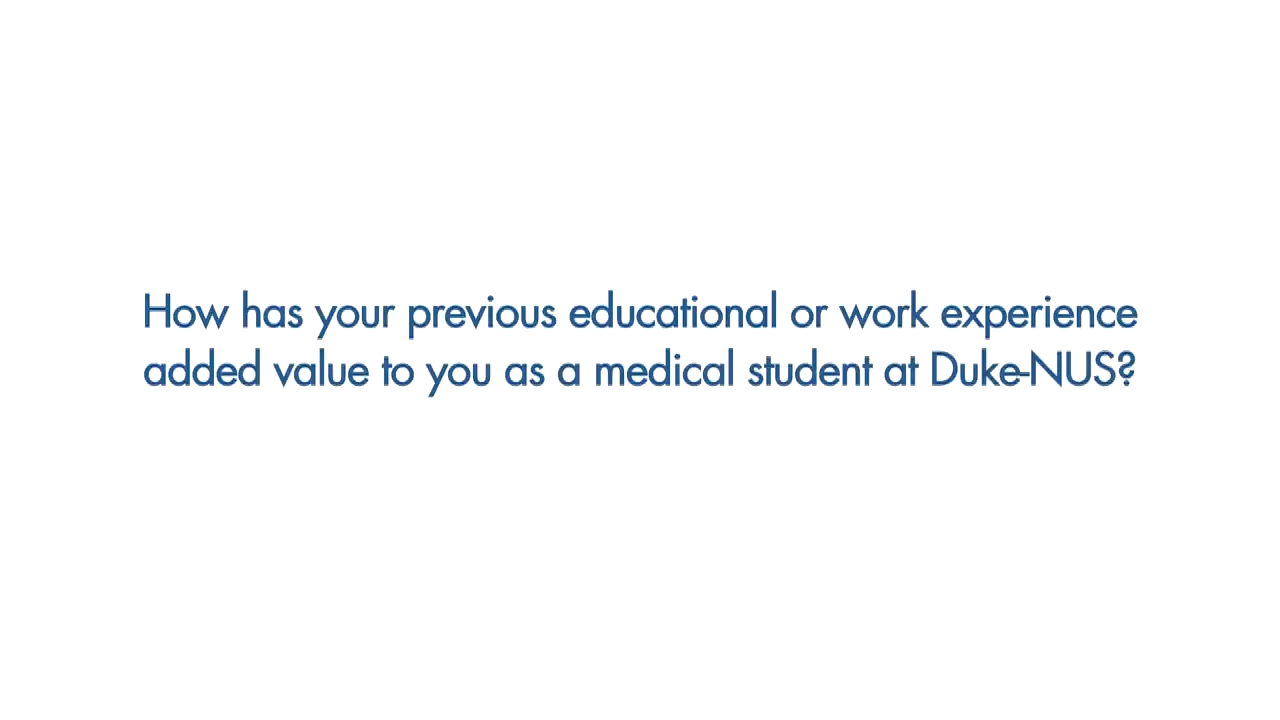 How has your previous educational or work experience
added value to you as a medical student at Duke-NUS?